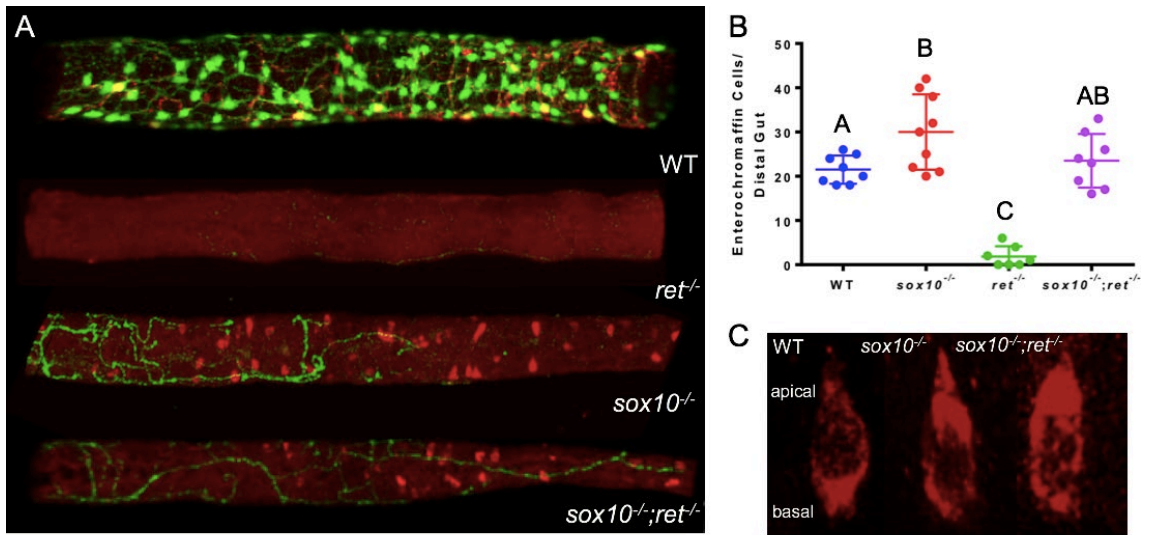 A
WT
ret-/-
sox10-/-
sox10-/-;ret-/-
B
Enterochromaffin Cells/
Distal Gut
50
40
30
20
10
0
A
B
C
AB
WT
sox10-/-
ret-/-
sox10-/-;ret-/-
C
WT
sox10-/-
sox10-/-;ret-/-
apical
basal